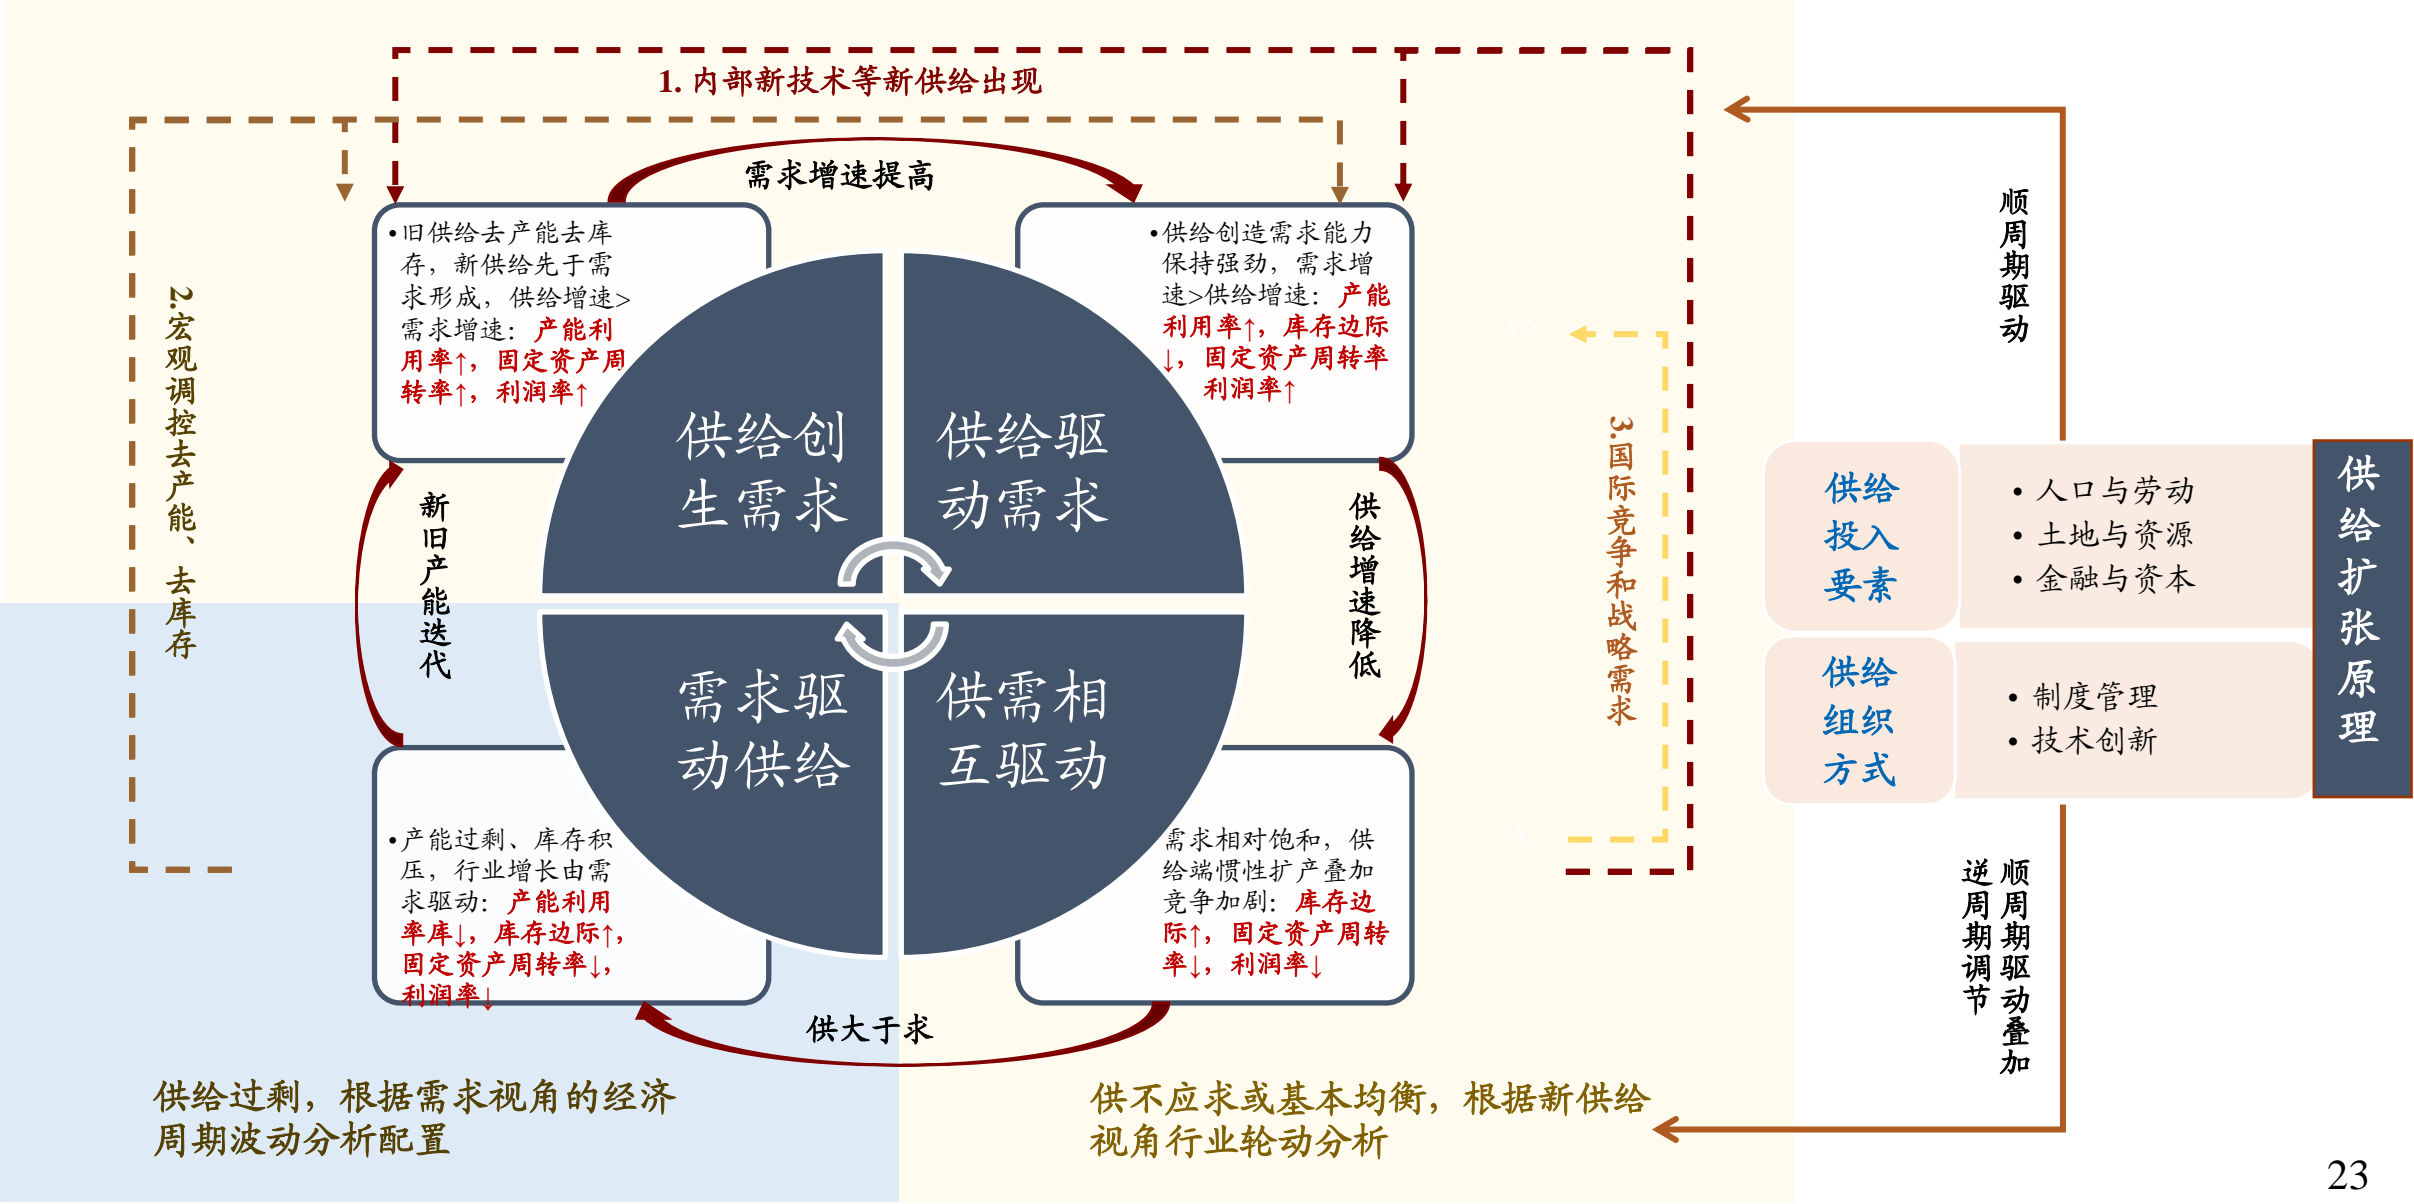 1. 内部新技术等新供给出现
需求增速提高
•旧供给去产能去库
存，新供给先于需
求形成，供给增速>
需求增速：产能利
用率↑，固定资产周
转率↑，利润率↑
•供给创造需求能力
保持强劲，需求增
速>供给增速：产能
利用率↑，库存边际
↓，固定资产周转率
利润率↑
2.宏观调控去产能、去库存
新旧产能迭代
供给创
生需求
供给驱
动需求
需求驱
动供给
供需相
互驱动
供给增速降低
3.国际竞争和战略需求
•产能过剩、库存积
压，行业增长由需
求驱动：产能利用
率库↓，库存边际↑，
固定资产周转率↓，
利润率↓
需求相对饱和，供
给端惯性扩产叠加
竞争加剧：库存边
际↑，固定资产周转
率↓，利润率↓
供大于求
供给过剩，根据需求视角的经济
周期波动分析配置
供不应求或基本均衡，根据新供给
视角行业轮动分析
顺周期驱动
供给
投入
要素
• 人口与劳动
• 土地与资源
• 金融与资本
供给
组织
方式
• 制度管理
• 技术创新
供给扩张原理
顺周期驱动叠加
逆周期调节
23